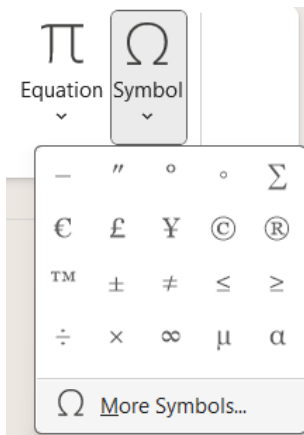 π Ω
Equation Symbol
– ″ ° ∘ ∑
€ £ ¥ © ®
™ ± ≠ ≤ ≥
÷ × ∞ µ α
Ω More Symbols...